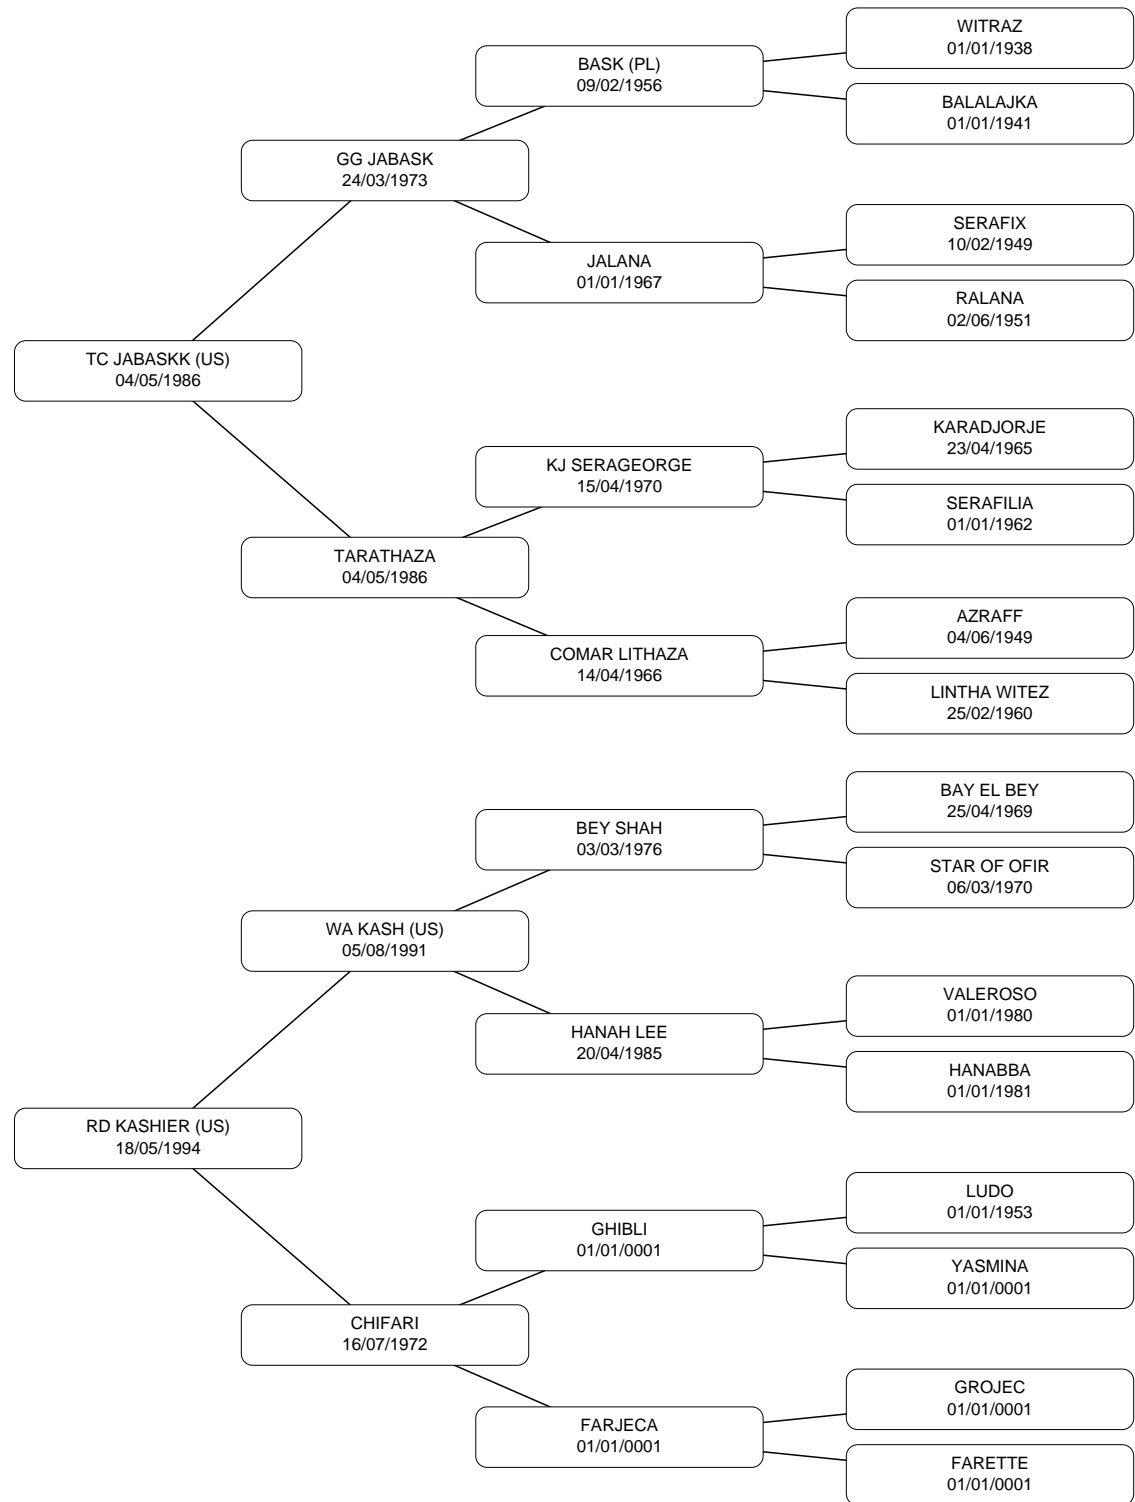 WITRAZ
01/01/1938
BASK (PL)
09/02/1956
BALALAJKA
01/01/1941
GG JABASK
24/03/1973
SERAFIX
10/02/1949
JALANA
01/01/1967
RALANA
02/06/1951
TC JABASKK (US)
04/05/1986
KARADJORJE
23/04/1965
KJ SERAGEORGE
15/04/1970
SERAFILIA
01/01/1962
TARATHAZA
04/05/1986
AZRAFF
04/06/1949
COMAR LITHAZA
14/04/1966
LINTHA WITEZ
25/02/1960
BAY EL BEY
25/04/1969
BEY SHAH
03/03/1976
STAR OF OFIR
06/03/1970
WA KASH (US)
05/08/1991
VALEROSO
01/01/1980
HANAH LEE
20/04/1985
HANABBA
01/01/1981
RD KASHIER (US)
18/05/1994
LUDO
01/01/1953
GHIBLI
01/01/0001
YASMINA
01/01/0001
CHIFARI
16/07/1972
GROJEC
01/01/0001
FARJECA
01/01/0001
FARETTE
01/01/0001